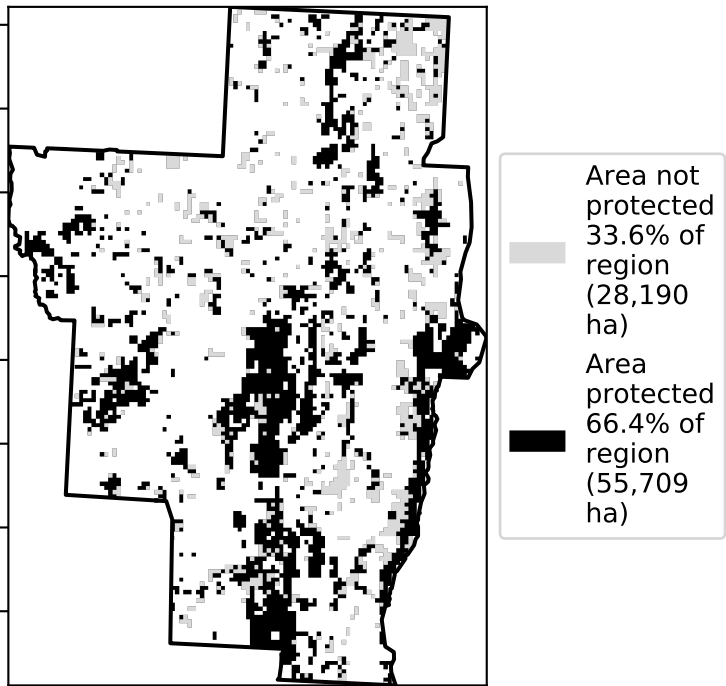 Area not
protected
33.6% of
region
(28,190
ha)
Area
protected
66.4% of
region
(55,709
ha)